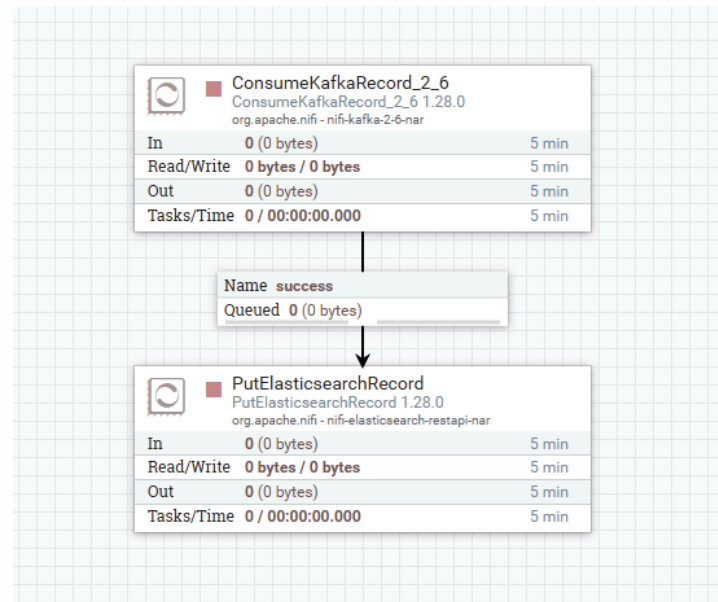 ConsumeKafkaRecord_2_6
ConsumeKafkaRecord_2_6 1.28.0
org.apache.nifi - nifi-kafka-2-6-nar
In 0 (0 bytes) 5 min
Read/Write 0 bytes / 0 bytes 5 min
Out 0 (0 bytes) 5 min
Tasks/Time 0 / 00:00:00.000 5 min
Name success
Queued 0 (0 bytes)
PutElasticsearchRecord
PutElasticsearchRecord 1.28.0
org.apache.nifi - nifi-elasticsearch-restapi-nar
In 0 (0 bytes) 5 min
Read/Write 0 bytes / 0 bytes 5 min
Out 0 (0 bytes) 5 min
Tasks/Time 0 / 00:00:00.000 5 min